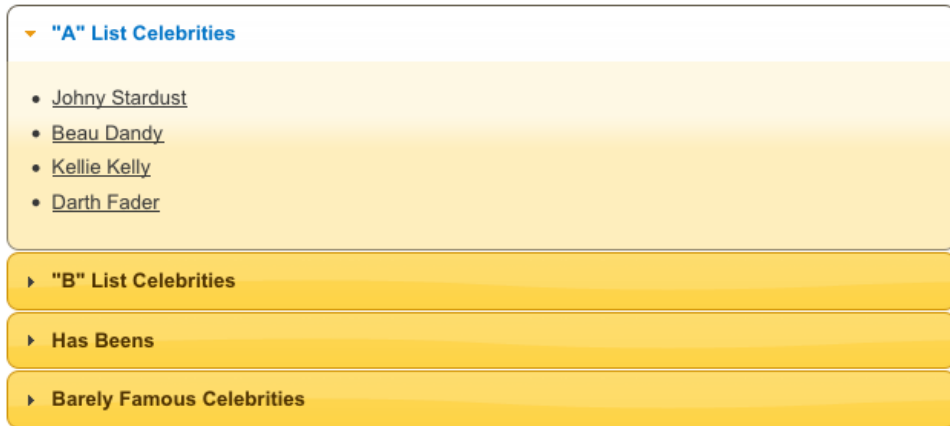 "A" List Celebrities
Johny Stardust
Beau Dandy
Kellie Kelly
Darth Fader
"B" List Celebrities
Has Beens
Barely Famous Celebrities